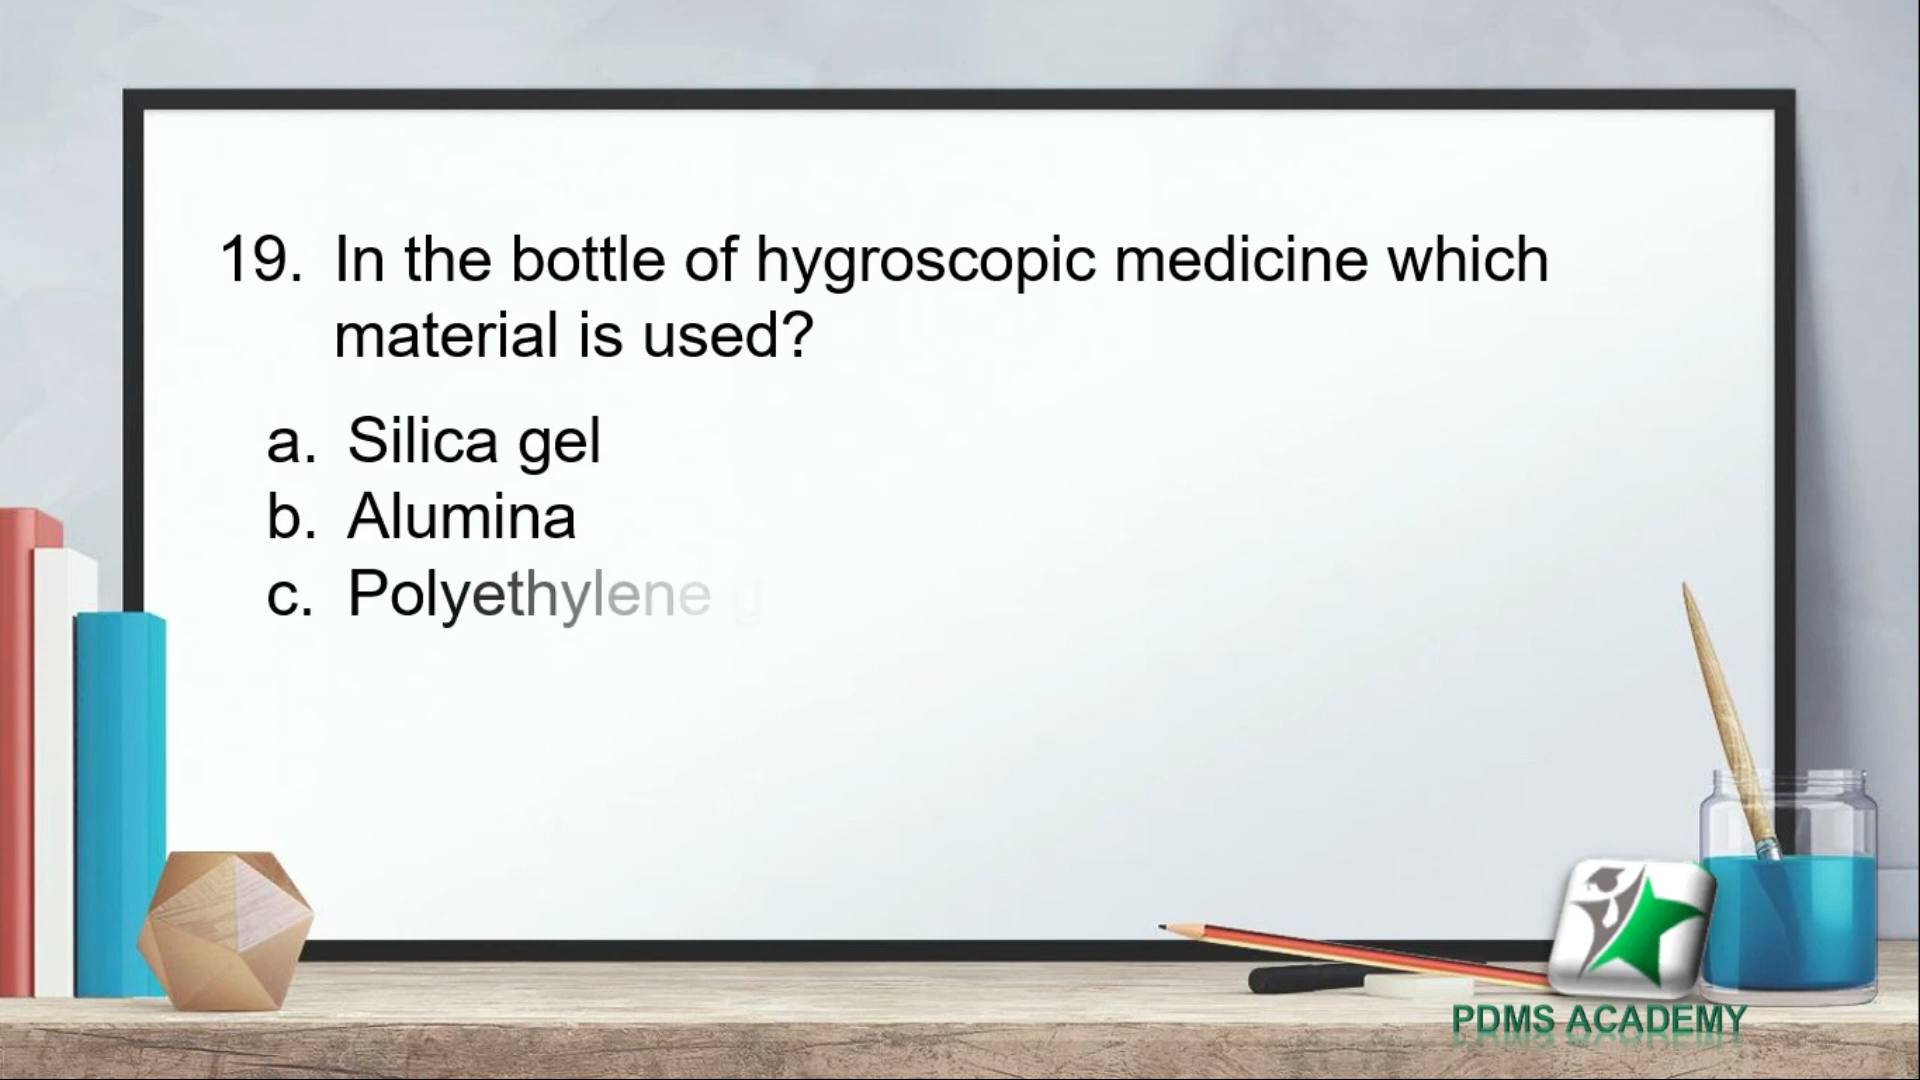 19. In the bottle of hygroscopic medicine which
material is used?
a. Silica gel
b. Alumina
c. Polyethylene g
PDMS ACADEMY